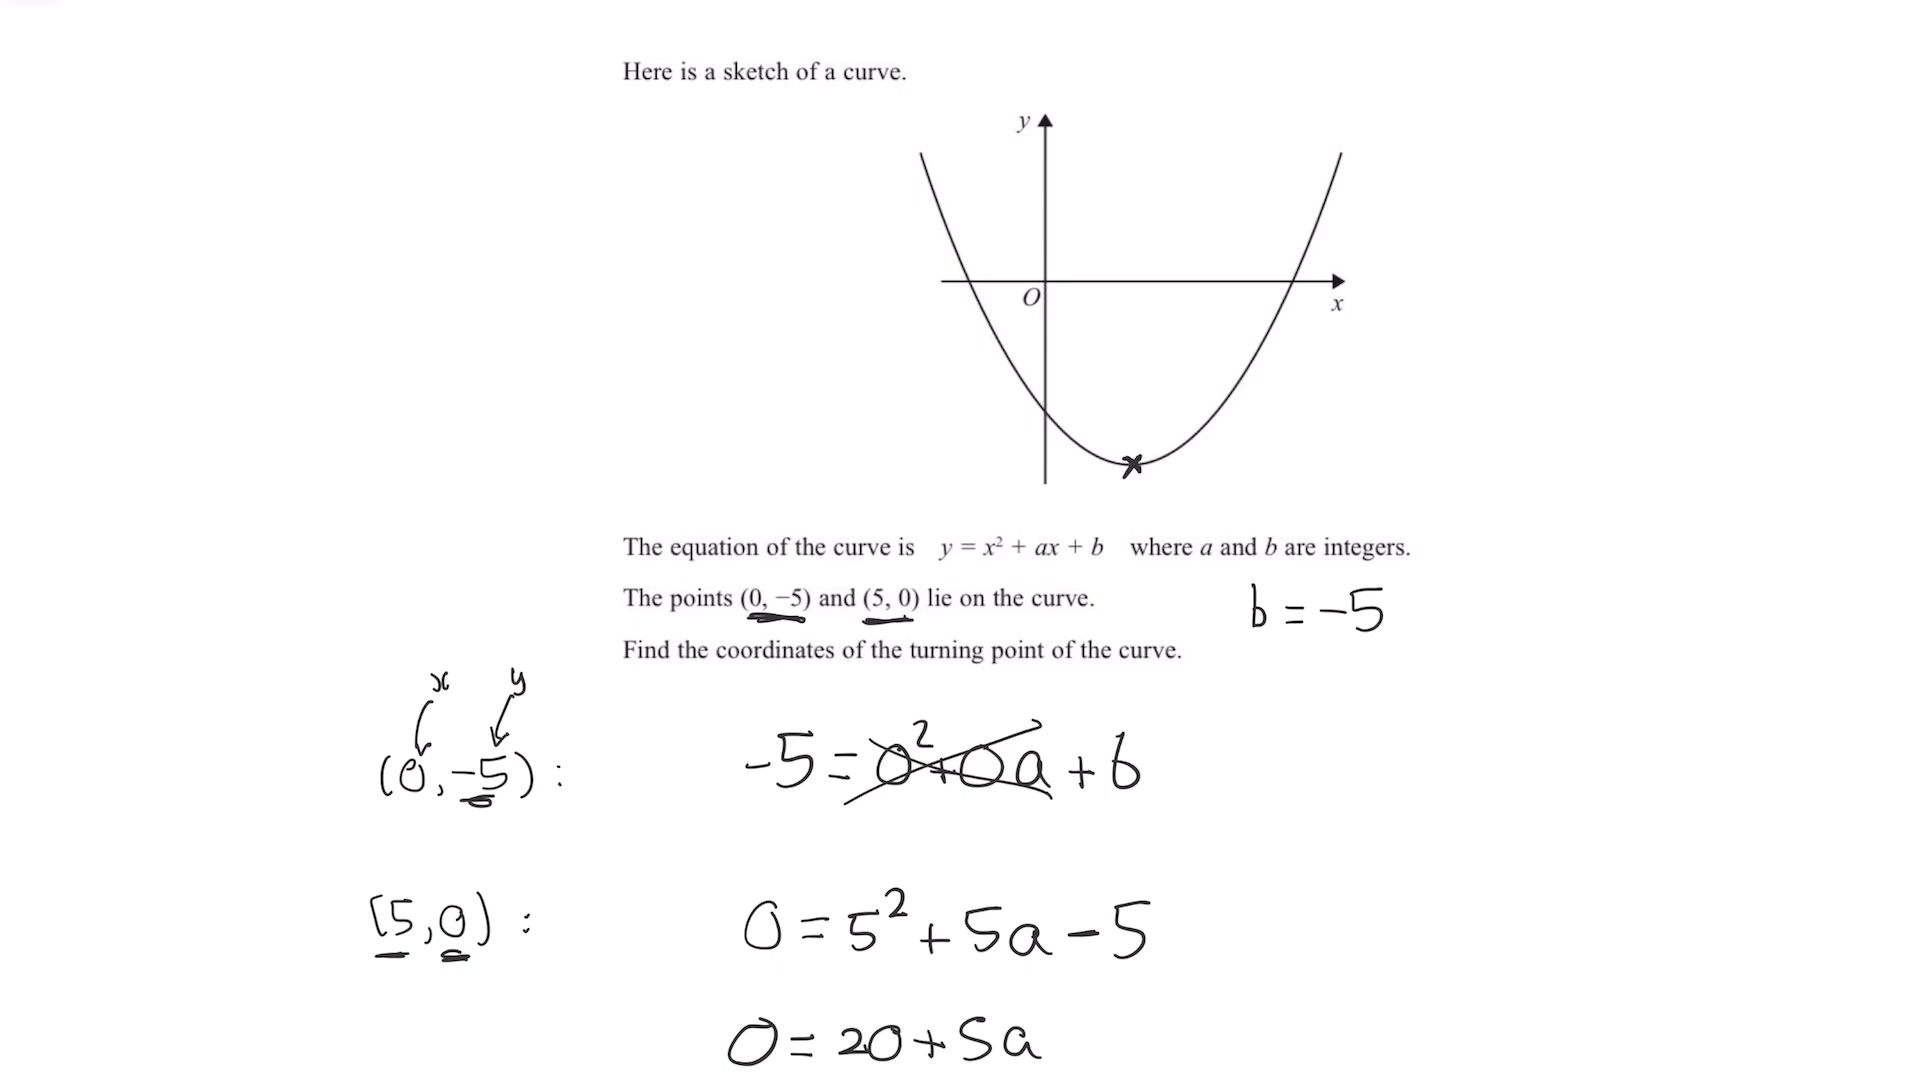 Here is a sketch of a curve.
y
O
x
The equation of the curve is y = x² + ax + b where a and b are integers.
The points (0, −5) and (5, 0) lie on the curve.
b = -5
Find the coordinates of the turning point of the curve.
x y
(0, -5) : -5 = 0² + 0a + b
(5, 0) : 0 = 5² + 5a - 5
0 = 20 + 5a